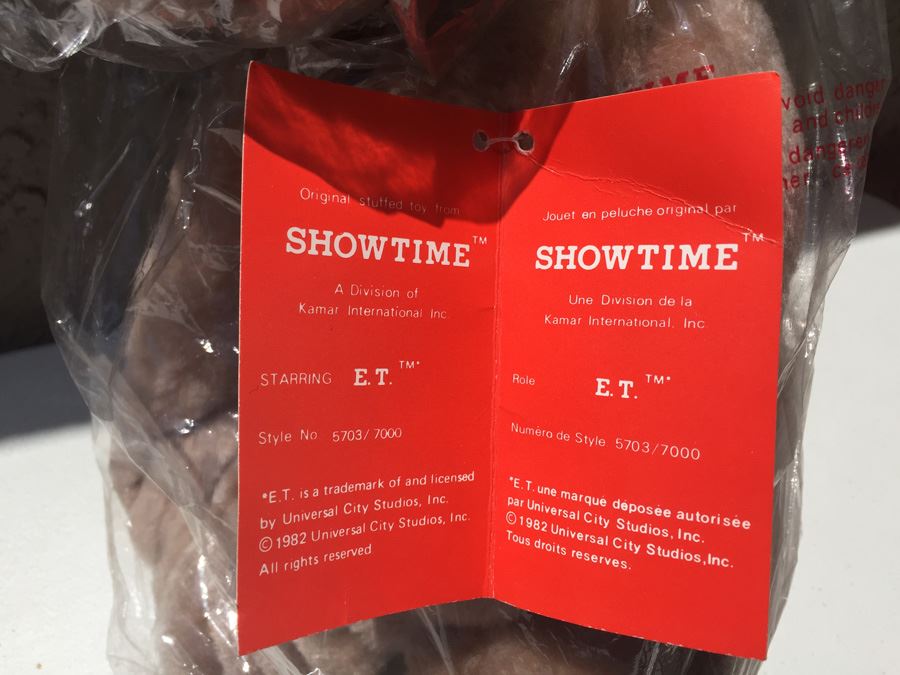 Original stuffed toy from
SHOWTIME™
A Division of
Kamar International Inc.
STARRING E.T.™*
Style No. 5703/7000
*E.T. is a trademark of and licensed
by Universal City Studios, Inc.
©1982 Universal City Studios, Inc.
All rights reserved.
Jouet en peluche original par
SHOWTIME™
Une Division de la
Kamar International, Inc.
Role E.T.™*
Numéro de Style 5703/7000
*E.T. une marque déposée autorisée
par Universal City Studios, Inc.
©1982 Universal City Studios, Inc.
Tous droits reserves.
and